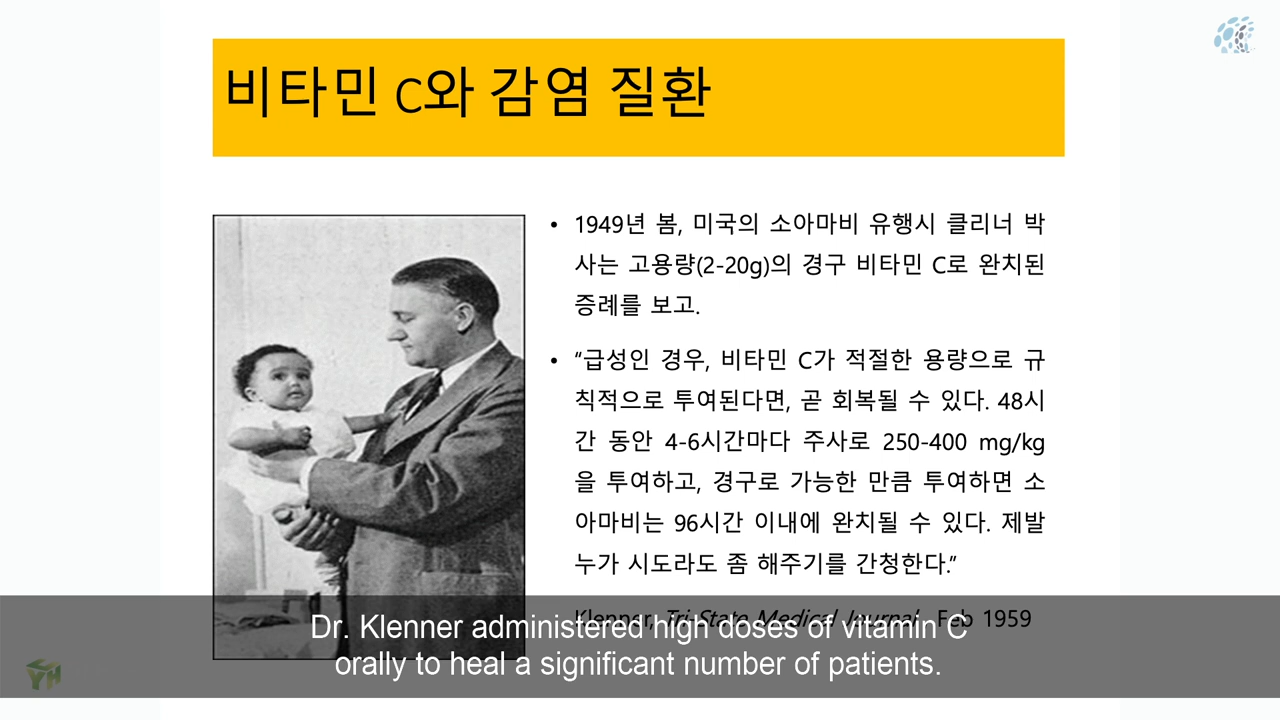 비타민 C와 감염 질환
• 1949년 봄, 미국의 소아마비 유행시 클리너 박
사는 고용량(2-20g)의 경구 비타민 C로 완치된
증례를 보고.
• “급성인 경우, 비타민 C가 적절한 용량으로 규
칙적으로 투여된다면, 곧 회복될 수 있다. 48시
간 동안 4-6시간마다 주사로 250-400 mg/kg
을 투여하고, 경구로 가능한 만큼 투여하면 소
아마비는 96시간 이내에 완치될 수 있다. 제발
누가 시도라도 좀 해주기를 간청한다.”
Klenner, Tri-State Medical Journal, Feb 1959
Dr. Klenner administered high doses of vitamin C
orally to heal a significant number of patients.
YH